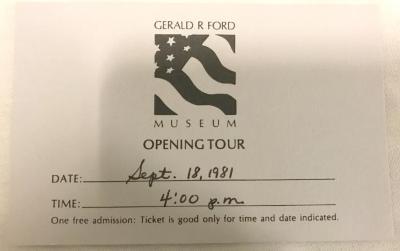 GERALD R FORD
MUSEUM
OPENING TOUR
DATE: Sept. 18, 1981
TIME: 4:00 p.m
One free admission: Ticket is good only for time and date indicated.